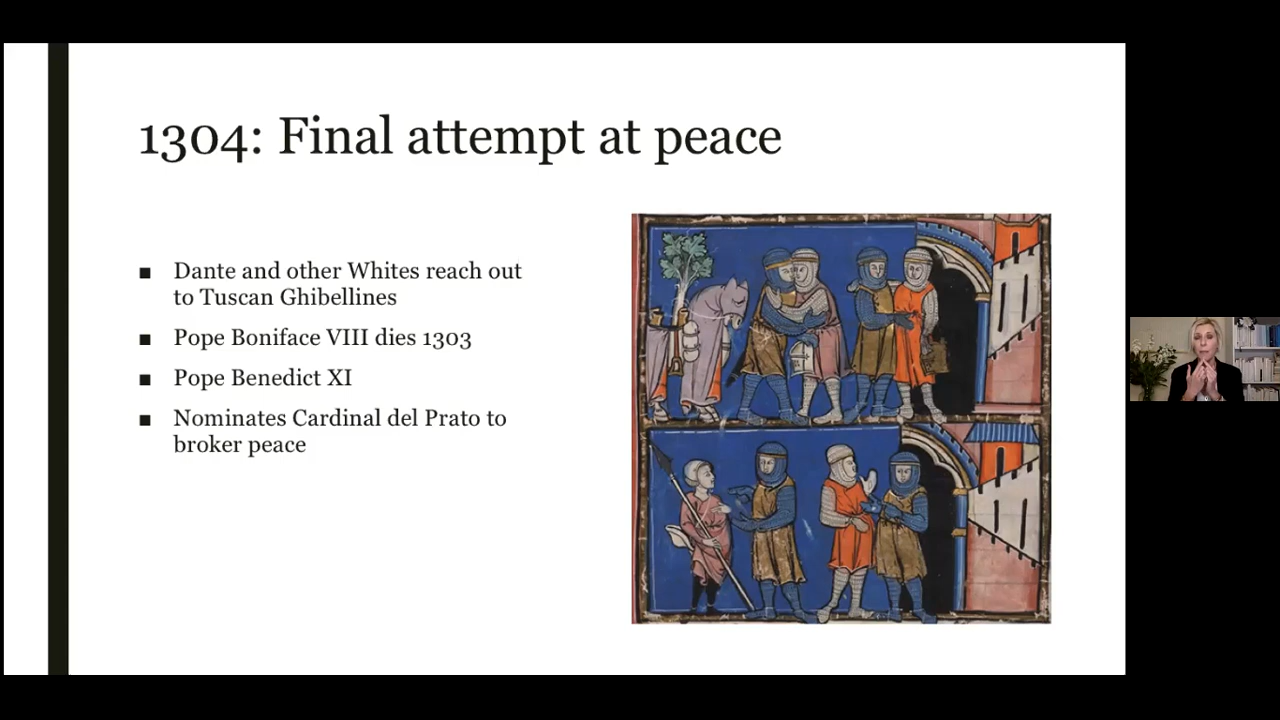 1304: Final attempt at peace
■ Dante and other Whites reach out
to Tuscan Ghibellines
■ Pope Boniface VIII dies 1303
■ Pope Benedict XI
■ Nominates Cardinal del Prato to
broker peace